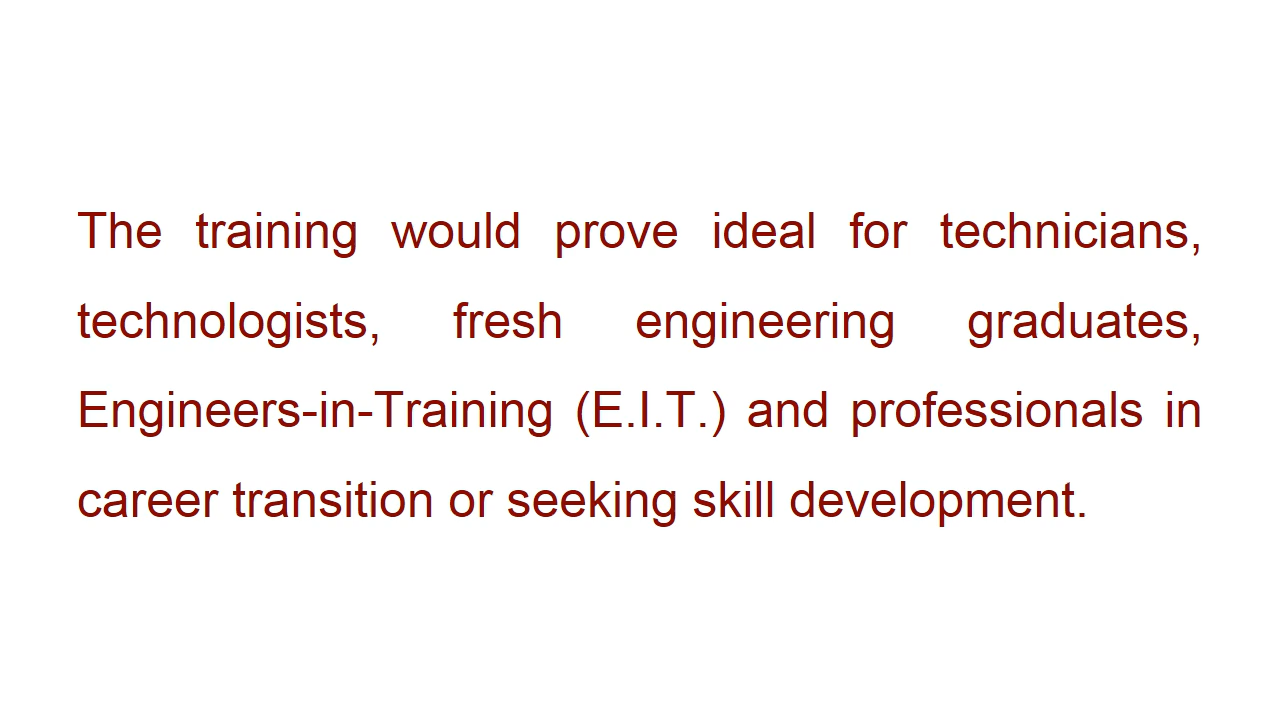 The training would prove ideal for technicians,
technologists, fresh engineering graduates,
Engineers-in-Training (E.I.T.) and professionals in
career transition or seeking skill development.